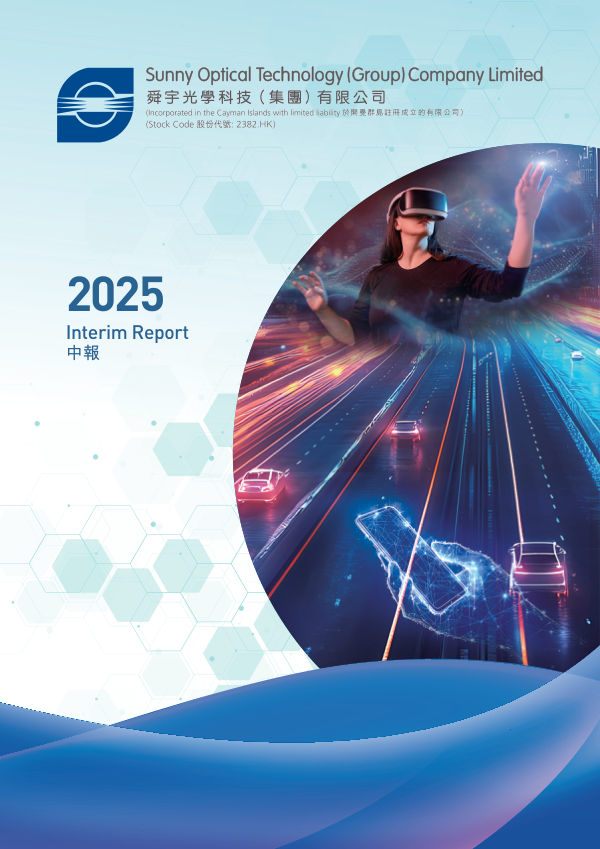 Sunny Optical Technology (Group) Company Limited
舜宇光學科技（集團）有限公司
(Incorporated in the Cayman Islands with limited liability 於開曼群島註冊成立的有限公司)
(Stock Code 股份代號: 2382.HK)
2025
Interim Report
中報